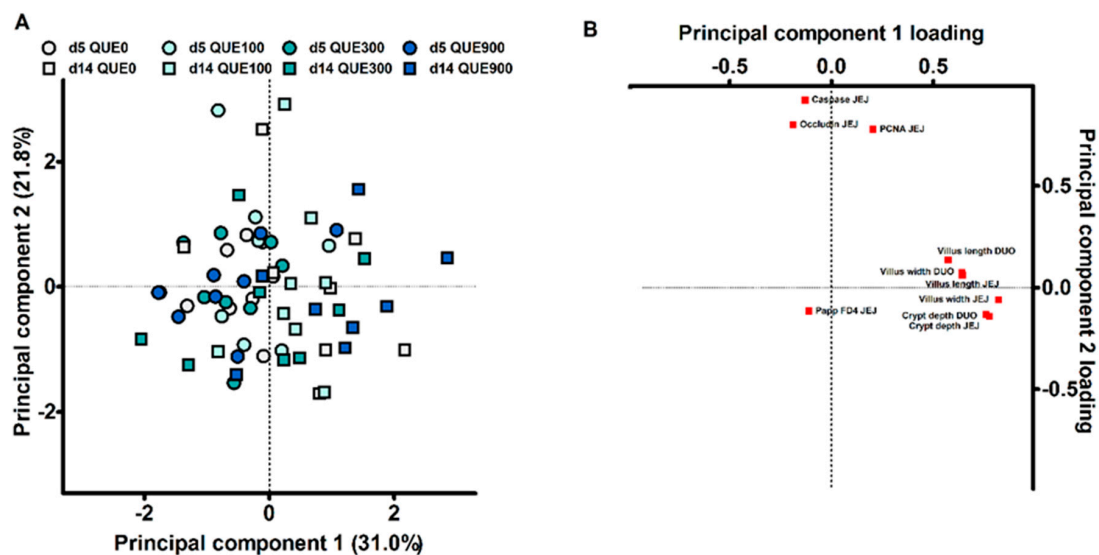 A
d5 QUE0 d5 QUE100 d5 QUE300 d5 QUE900
d14 QUE0 d14 QUE100 d14 QUE300 d14 QUE900
Principal component 2 (21.8%)
2
0
-2
-2 0 2
Principal component 1 (31.0%)
B
Principal component 1 loading
-0.5 0.0 0.5
Caspase JEJ
Occludin JEJ
PCNA JEJ
Villus length DUO
Villus width DUO
Villus length JEJ
Villus width JEJ
Papp FD4 JEJ
Crypt depth DUO
Crypt depth JEJ
0.5
0.0
-0.5
Principal component 2 loading